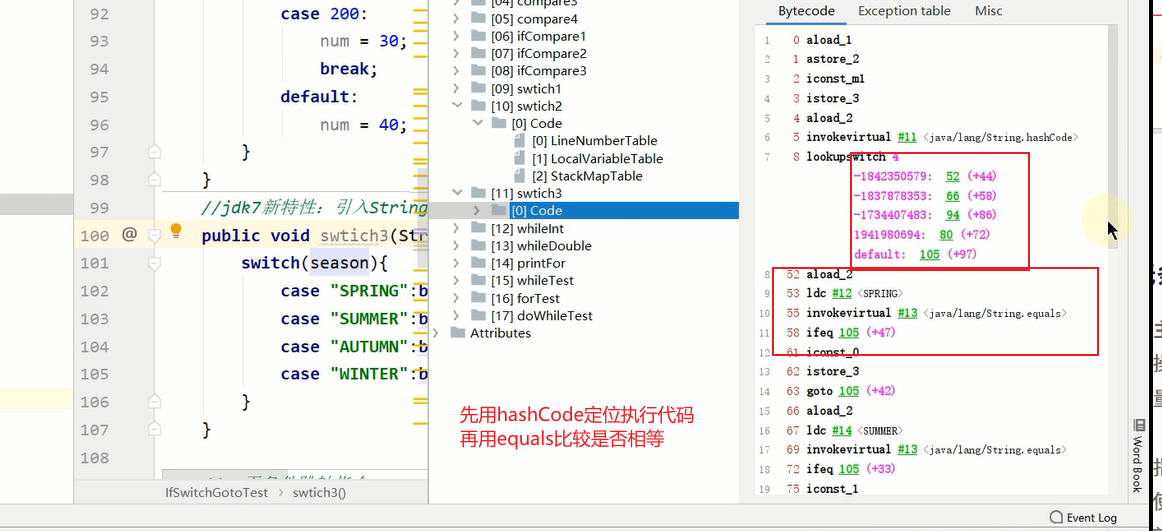 92 case 200:
93 num = 30;
94 break;
95 default:
96 num = 40;
97 }
98 }
99 //jdk7新特性: 引入String
100 @ public void swtich3(Str
101 switch(season){
102 case "SPRING":b
103 case "SUMMER":b
104 case "AUTUMN":b
105 case "WINTER":b
106 }
107 }
108
IfSwitchGotoTest > swtich3()
[04] compare3
[05] compare4
[06] ifCompare1
[07] ifCompare2
[08] ifCompare3
[09] swtich1
[10] swtich2
[0] Code
[0] LineNumberTable
[1] LocalVariableTable
[2] StackMapTable
[11] swtich3
[0] Code
[12] whileInt
[13] whileDouble
[14] printFor
[15] whileTest
[16] forTest
[17] doWhileTest
Attributes
先用hashCode定位执行代码
再用equals比较是否相等
Bytecode Exception table Misc
1 0 aload_1
2 1 astore_2
3 2 iconst_m1
4 3 istore_3
5 4 aload_2
6 5 invokevirtual #11 <java/lang/String.hashCode>
7 8 lookupswitch 4
-1842350579: 52 (+44)
-1837878353: 66 (+58)
-1734407483: 94 (+86)
1941980694: 80 (+72)
default: 105 (+97)
8 52 aload_2
9 53 ldc #12 <SPRING>
10 55 invokevirtual #13 <java/lang/String.equals>
11 58 ifeq 105 (+47)
12 61 iconst_0
13 62 istore_3
14 63 goto 105 (+42)
15 66 aload_2
16 67 ldc #14 <SUMMER>
17 69 invokevirtual #13 <java/lang/String.equals>
18 72 ifeq 105 (+33)
19 75 iconst_1
Word Book
Event Log